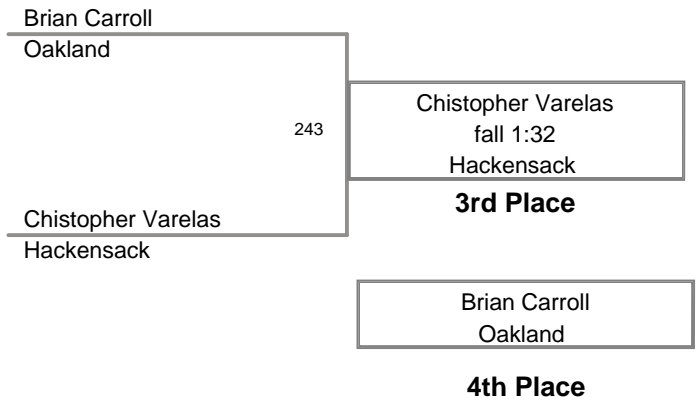 Brian Carroll
Oakland
243
Chistopher Varelas
fall 1:32
Hackensack
3rd Place
Chistopher Varelas
Hackensack
Brian Carroll
Oakland
4th Place